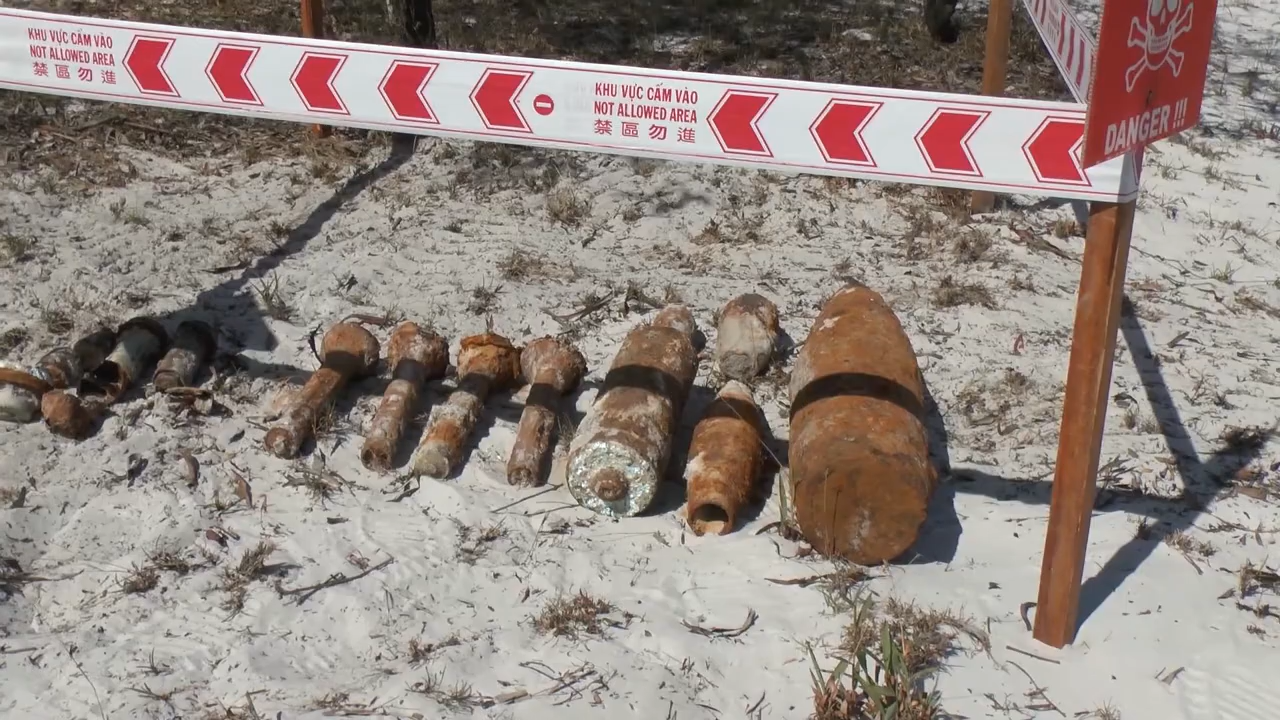 KHU VỰC CẤM VÀO
NOT ALLOWED AREA
禁區勿進
KHU VỰC CẤM VÀO
NOT ALLOWED AREA
禁區勿進
DANGER !!!